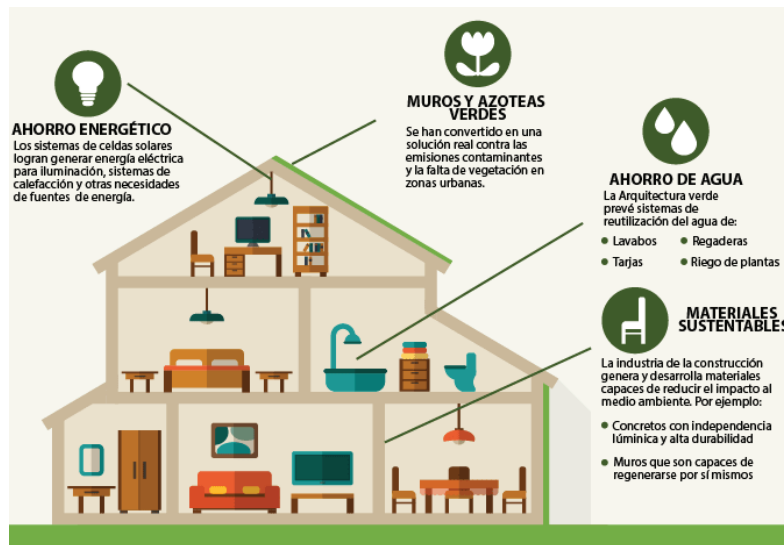 AHORRO ENERGÉTICO
Los sistemas de celdas solares
logran generar energía eléctrica
para iluminación, sistemas de
calefacción y otras necesidades
de fuentes de energía.
MUROS Y AZOTEAS
VERDES
Se han convertido en una
solución real contra las
emisiones contaminantes
y la falta de vegetación en
zonas urbanas.
AHORRO DE AGUA
La Arquitectura verde
prevé sistemas de
reutilización del agua de:
• Lavabos • Regaderas
• Tarjas • Riego de plantas
MATERIALES
SUSTENTABLES
La industria de la construcción
genera y desarrolla materiales
capaces de reducir el impacto al
medio ambiente. Por ejemplo:
• Concretos con independencia
lúminica y alta durabilidad
• Muros que son capaces de
regenerarse por sí mismos